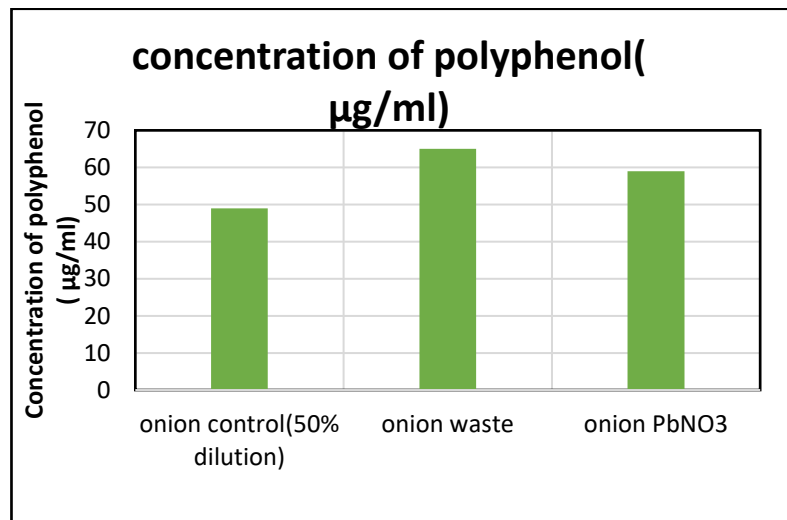 concentration of polyphenol(
µg/ml)
Concentration of polyphenol
( µg/ml)
70
60
50
40
30
20
10
0
onion control(50%
dilution)
onion waste
onion PbNO3